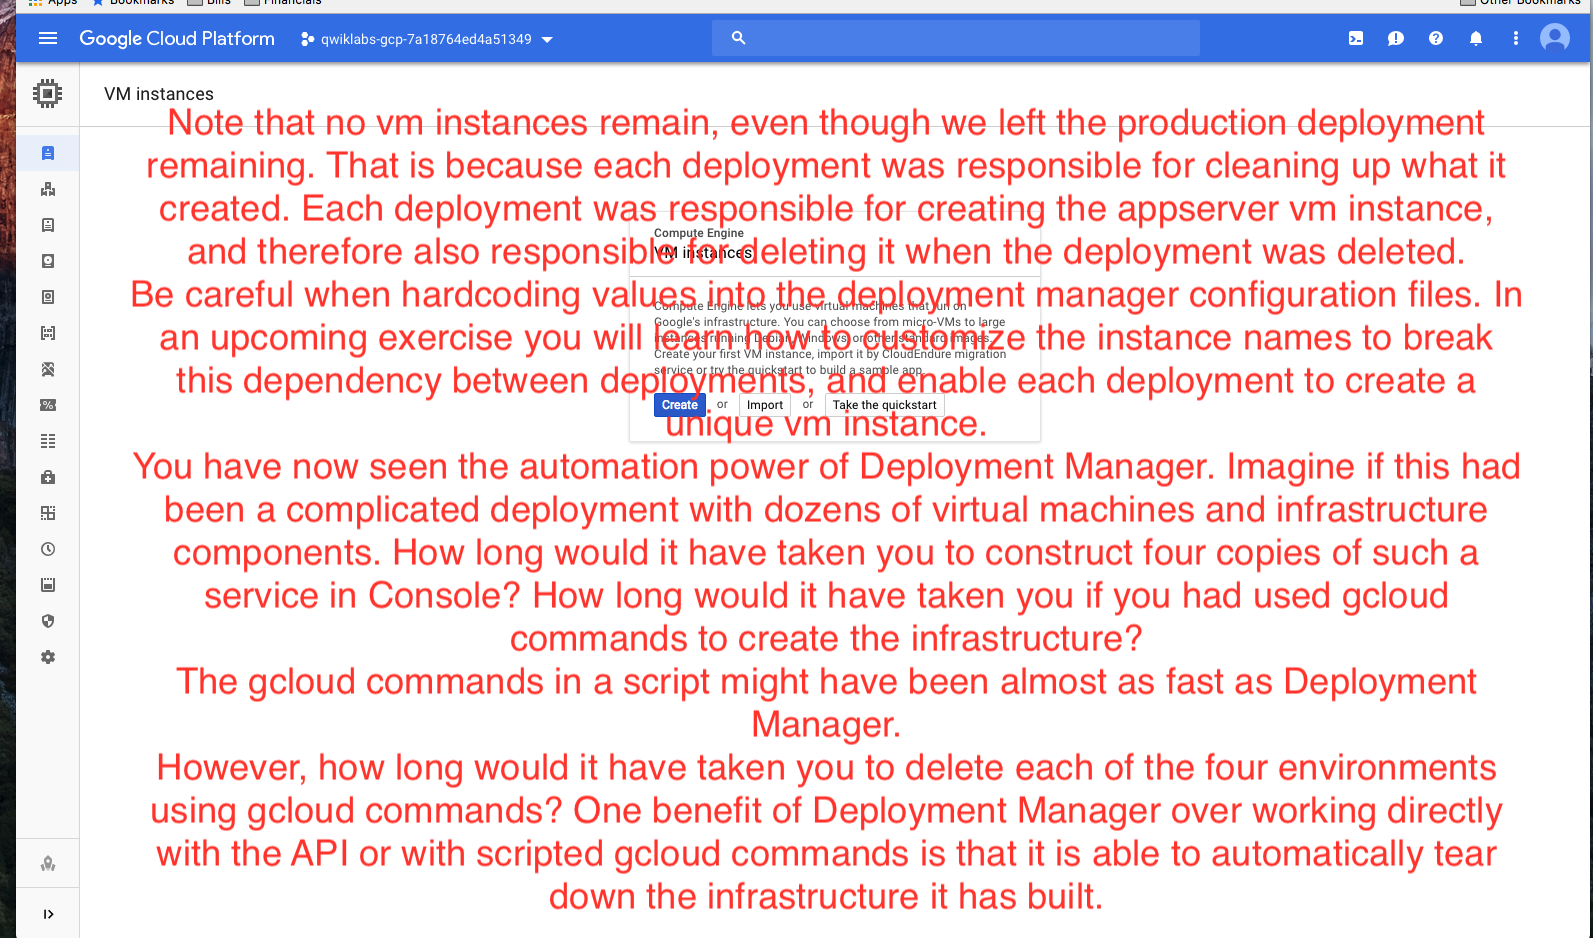 Apps Bookmarks Bills Financials Other Bookmarks
Google Cloud Platform qwiklabs-gcp-7a18764ed4a51349
VM instances
Note that no vm instances remain, even though we left the production deployment
remaining. That is because each deployment was responsible for cleaning up what it
created. Each deployment was responsible for creating the appserver vm instance,
and therefore also responsible for deleting it when the deployment was deleted.
Be careful when hardcoding values into the deployment manager configuration files. In
an upcoming exercise you will learn how to customize the instance names to break
this dependency between deployments, and enable each deployment to create a
unique vm instance.
You have now seen the automation power of Deployment Manager. Imagine if this had
been a complicated deployment with dozens of virtual machines and infrastructure
components. How long would it have taken you to construct four copies of such a
service in Console? How long would it have taken you if you had used gcloud
commands to create the infrastructure?
The gcloud commands in a script might have been almost as fast as Deployment
Manager.
However, how long would it have taken you to delete each of the four environments
using gcloud commands? One benefit of Deployment Manager over working directly
with the API or with scripted gcloud commands is that it is able to automatically tear
down the infrastructure it has built.
Compute Engine
VM instances
Compute Engine lets you use virtual machines that run on
Google's infrastructure. You can choose from micro-VMs to large
instances running Debian, Windows, or other standard images.
Create your first VM instance, import it by CloudEndure migration
service or try the quickstart to build a sample app.
Create or Import or Take the quickstart